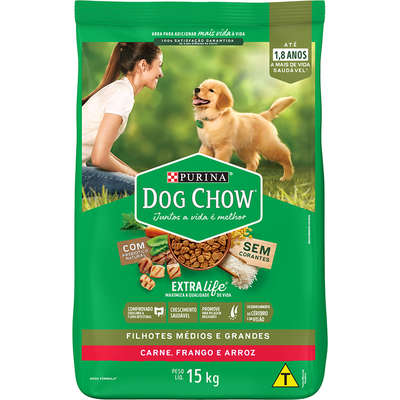 ABRA PARA ADICIONAR mais vida À VIDA
100% SATISFAÇÃO GARANTIDA
ATÉ
1,8 ANOS
A MAIS DE VIDA
SAUDÁVEL
PURINA
DOG CHOW
Juntos a vida é melhor
COM
SEM
CORANTES
EXTRA life
MAXIMIZA A QUALIDADE DE VIDA
COMPROVADO
CRESCIMENTO
SAUDÁVEL
PROMOVE
FILHOTES MÉDIOS E GRANDES
CARNE, FRANGO E ARROZ
PESO
LÍQ.
15 kg
T